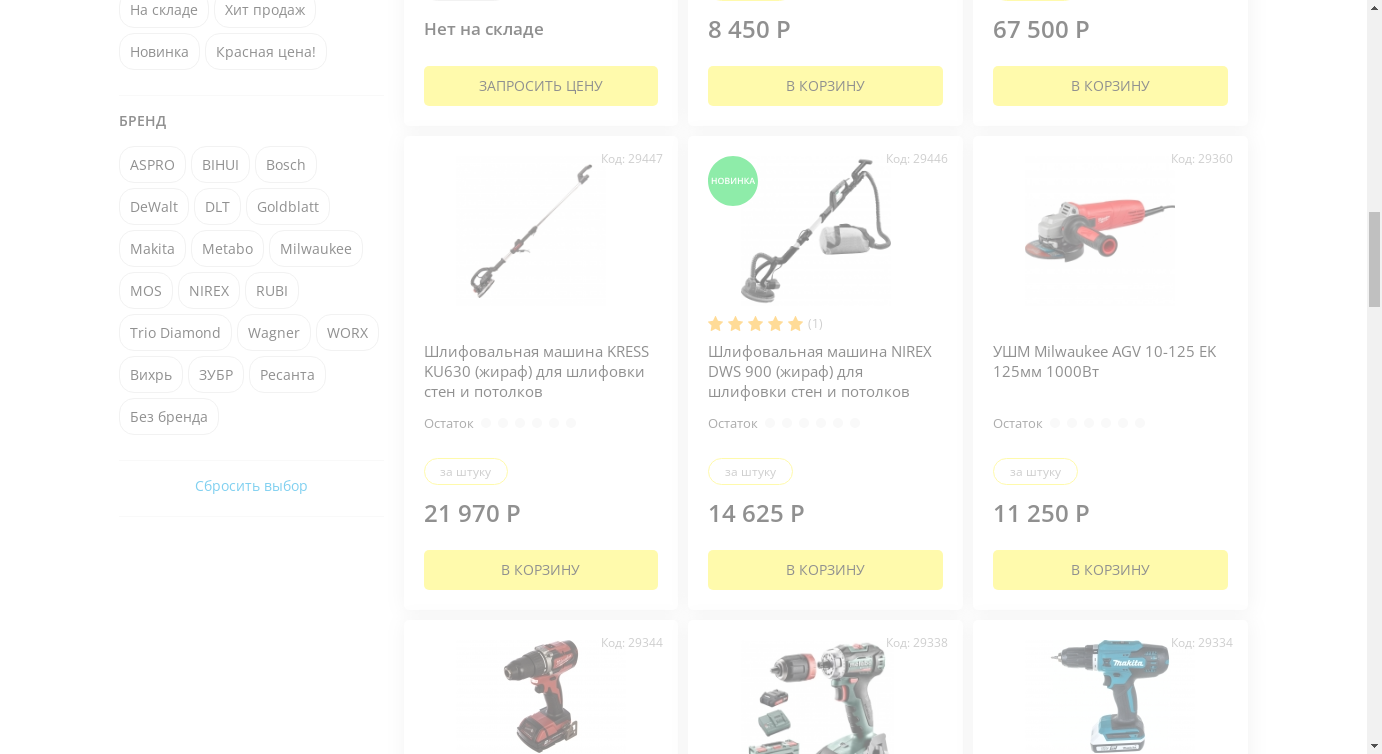 На складе
Хит продаж
Новинка
Красная цена!
БРЕНД
ASPRO
BIHUI
Bosch
DeWalt
DLT
Goldblatt
Makita
Metabo
Milwaukee
MOS
NIREX
RUBI
Trio Diamond
Wagner
WORX
Вихрь
ЗУБР
Ресанта
Без бренда
Сбросить выбор
Нет на складе
ЗАПРОСИТЬ ЦЕНУ
8 450 Р
В КОРЗИНУ
67 500 Р
В КОРЗИНУ
Код: 29447
Шлифовальная машина KRESS
KU630 (жираф) для шлифовки
стен и потолков
Остаток
за штуку
21 970 Р
В КОРЗИНУ
НОВИНКА
Код: 29446
(1)
Шлифовальная машина NIREX
DWS 900 (жираф) для
шлифовки стен и потолков
Остаток
за штуку
14 625 Р
В КОРЗИНУ
Код: 29360
УШМ Milwaukee AGV 10-125 EK
125мм 1000Вт
Остаток
за штуку
11 250 Р
В КОРЗИНУ
Код: 29344
Код: 29338
Код: 29334
makita